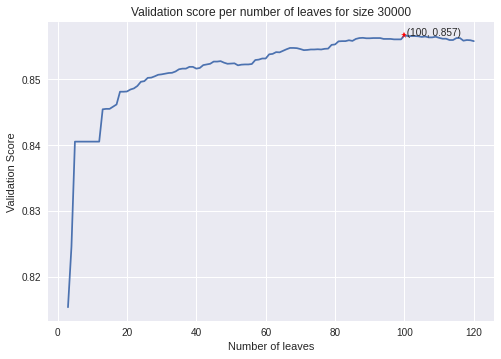 Validation score per number of leaves for size 30000
(100, 0.857)
Validation Score
0.85
0.84
0.83
0.82
0 20 40 60 80 100 120
Number of leaves